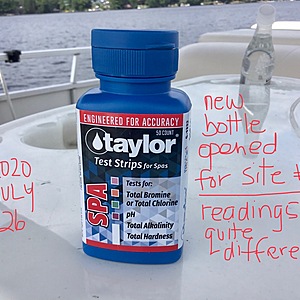 ENGINEERED FOR ACCURACY
50 COUNT
taylor
Test Strips for Spas
SPA
Tests for:
Total Bromine
or Total Chlorine
pH
Total Alkalinity
Total Hardness
new
bottle
opened
for site #
readings
quite
differe
2020
JULY
26